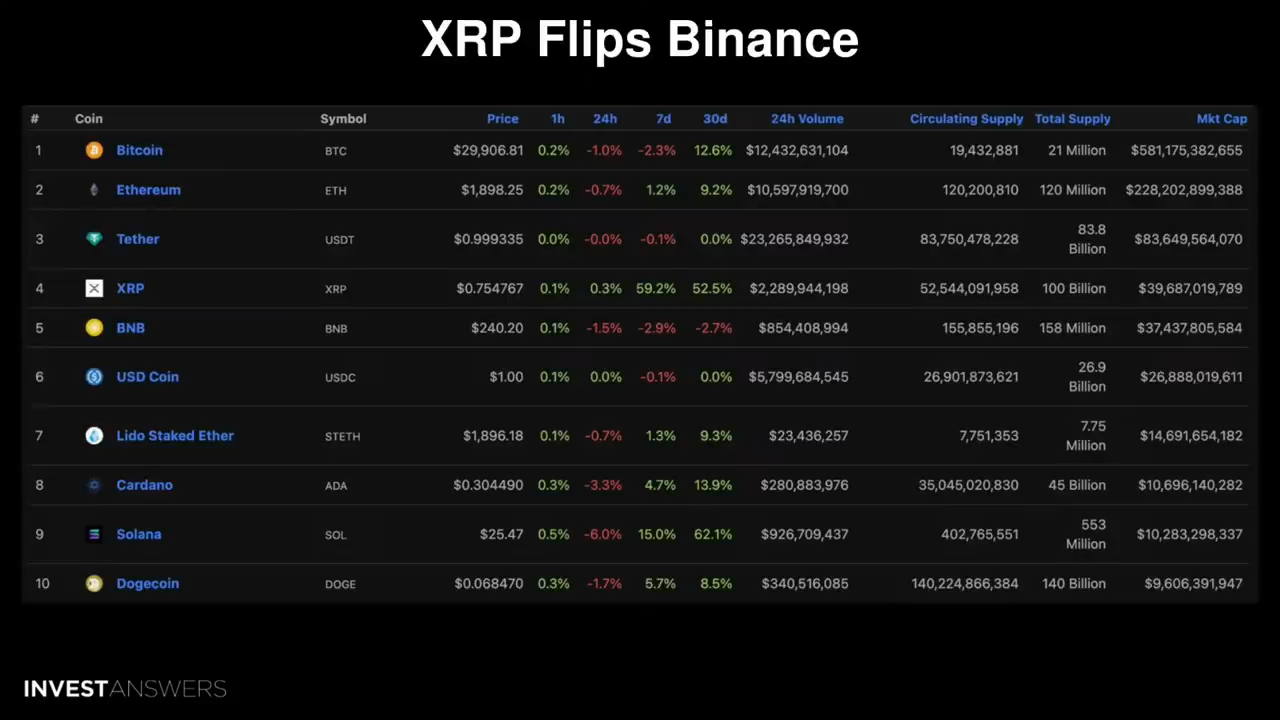 XRP Flips Binance
# Coin Symbol Price 1h 24h 7d 30d 24h Volume Circulating Supply Total Supply Mkt Cap
1 Bitcoin BTC $29,906.81 0.2% -1.0% -2.3% 12.6% $12,432,631,104 19,432,881 21 Million $581,175,382,655
2 Ethereum ETH $1,898.25 0.2% -0.7% 1.2% 9.2% $10,597,919,700 120,200,810 120 Million $228,202,899,388
3 Tether USDT $0.999335 0.0% -0.0% -0.1% 0.0% $23,265,849,932 83,750,478,228 83.8 Billion $83,649,564,070
4 XRP XRP $0.754767 0.1% 0.3% 59.2% 52.5% $2,289,944,198 52,544,091,958 100 Billion $39,687,019,789
5 BNB BNB $240.20 0.1% -1.5% -2.9% -2.7% $854,408,994 155,855,196 158 Million $37,437,805,584
6 USD Coin USDC $1.00 0.1% 0.0% -0.1% 0.0% $5,799,684,545 26,901,873,621 26.9 Billion $26,888,019,611
7 Lido Staked Ether STETH $1,896.18 0.1% -0.7% 1.3% 9.3% $23,436,257 7,751,353 7.75 Million $14,691,654,182
8 Cardano ADA $0.304490 0.3% -3.3% 4.7% 13.9% $280,883,976 35,045,020,830 45 Billion $10,696,140,282
9 Solana SOL $25.47 0.5% -6.0% 15.0% 62.1% $926,709,437 402,765,551 553 Million $10,283,298,337
10 Dogecoin DOGE $0.068470 0.3% -1.7% 5.7% 8.5% $340,516,085 140,224,866,384 140 Billion $9,606,391,947
INVESTANSWERS